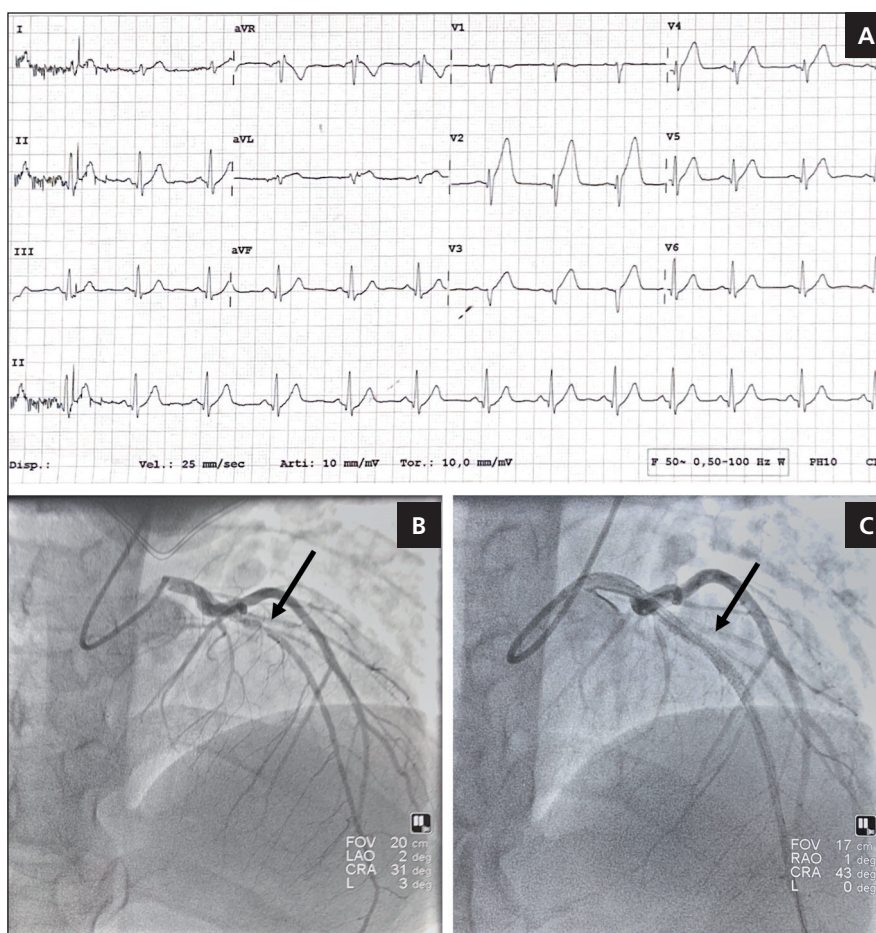 A
I aVR V1 V4
II aVL V2 V5
III aVF V3 V6
II
Disp.: Vel.: 25 mm/sec Arti: 10 mm/mV Tor.: 10,0 mm/mV F 50~ 0,50-100 Hz W PH10
B
FOV 20 cm
LAO 2 deg
CRA 31 deg
L 3 deg
C
FOV 17 cm
RAO 1 deg
CRA 43 deg
L 0 deg